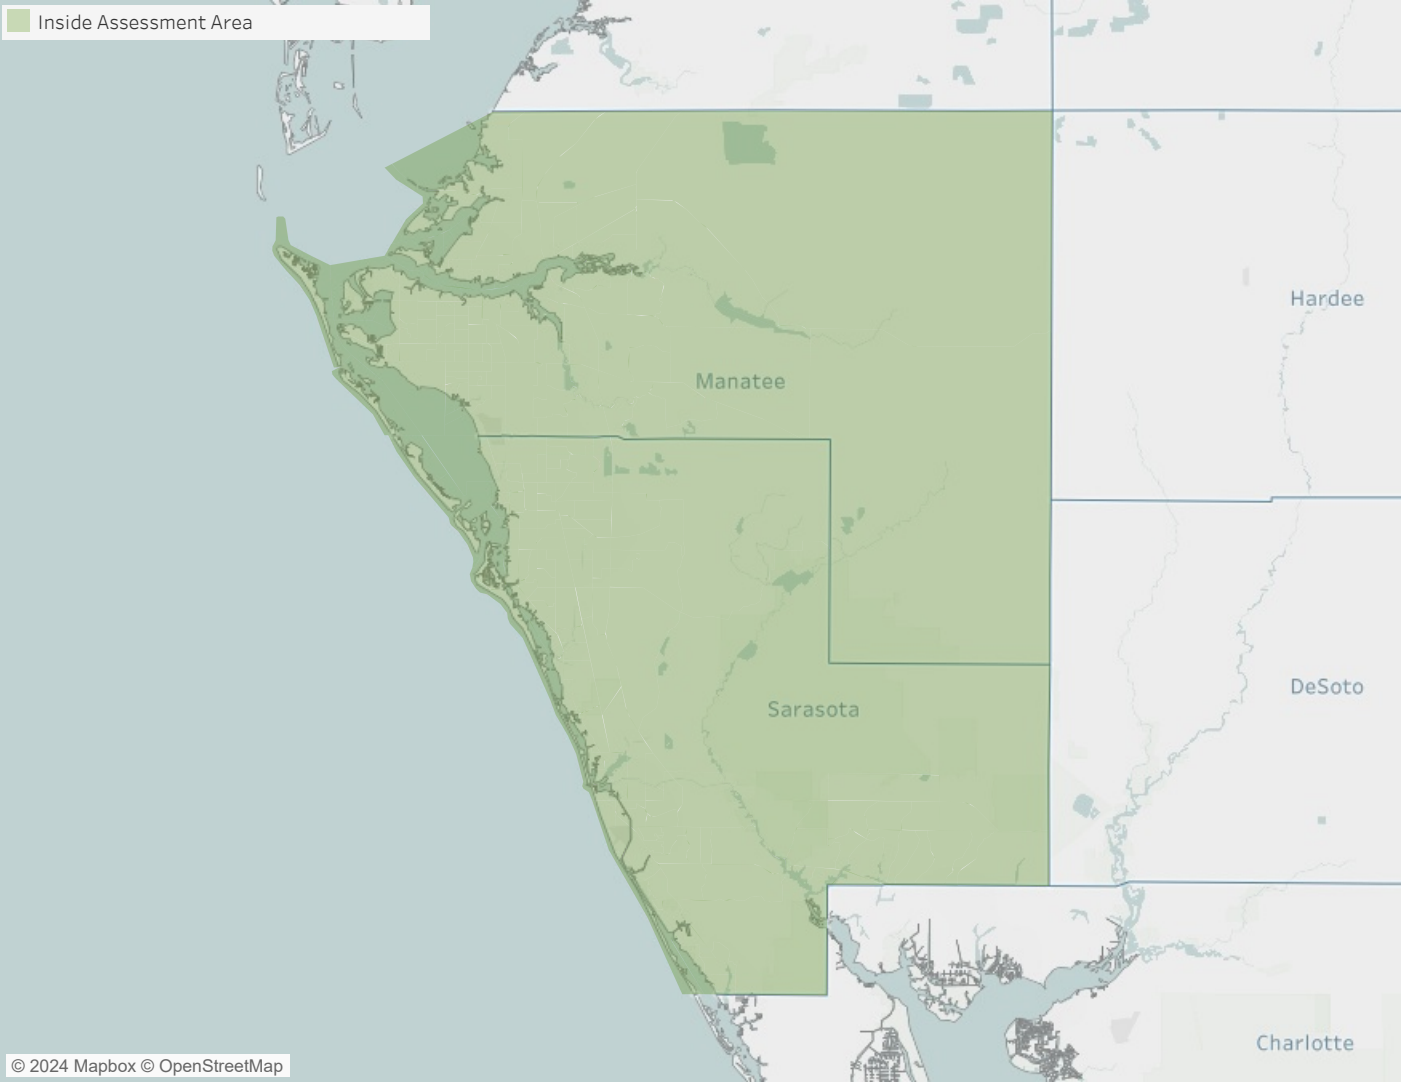 Inside Assessment Area
Hardee
Manatee
DeSoto
Sarasota
Charlotte
© 2024 Mapbox © OpenStreetMap